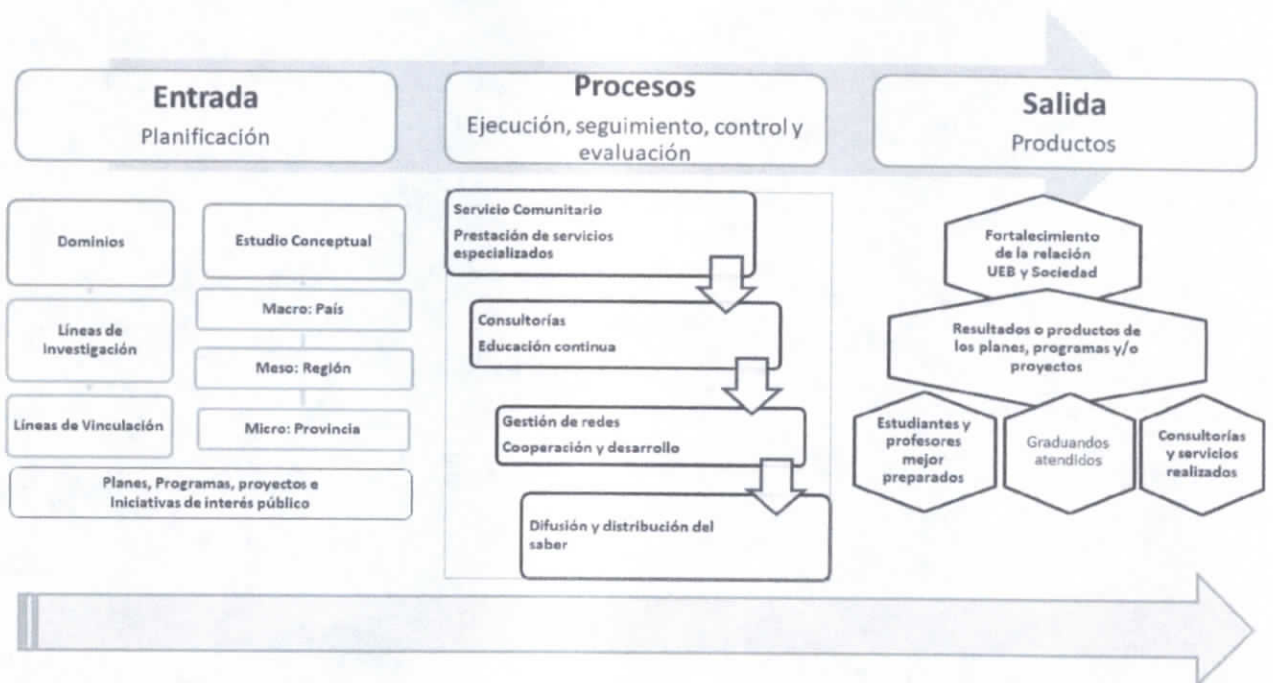 Entrada
Planificación
Procesos
Ejecución, seguimiento, control y
evaluación
Salida
Productos
Dominios
Líneas de
investigación
Líneas de Vinculación
Estudio Conceptual
Macro: País
Meso: Región
Micro: Provincia
Planes, Programas, proyectos e
Iniciativas de interés público
Servicio Comunitario
Prestación de servicios
especializados
Consultorías
Educación continua
Gestión de redes
Cooperación y desarrollo
Difusión y distribución del
saber
Fortalecimiento
de la relación
UEB y Sociedad
Resultados o productos de
los planes, programas y/o
proyectos
Estudiantes y
profesores
mejor
preparados
Graduandos
atendidos
Consultorías
y servicios
realizados